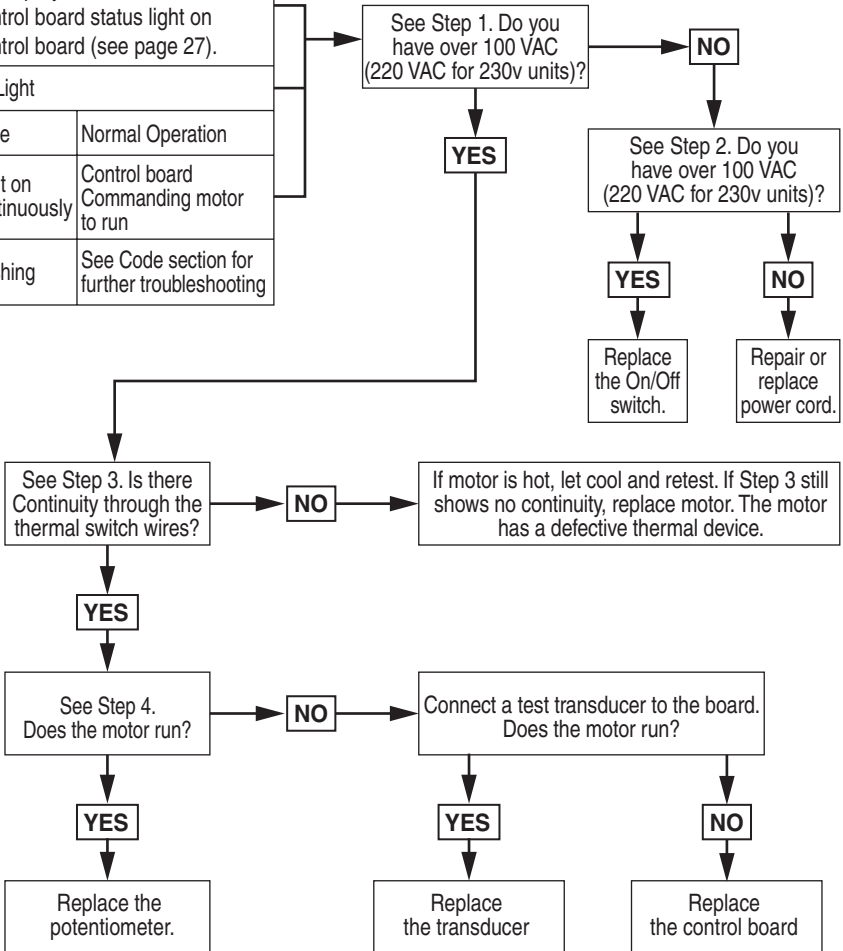 control board status light on
control board (see page 27).
Light
Normal Operation
on
Control board
Commanding motor
to run
See Code section for
further troubleshooting
See Step 1. Do you
have over 100 VAC
(220 VAC for 230v units)?
NO
YES
See Step 2. Do you
have over 100 VAC
(220 VAC for 230v units)?
YES
NO
Replace
the On/Off
switch.
Repair or
replace
power cord.
See Step 3. Is there
Continuity through the
thermal switch wires?
NO
If motor is hot, let cool and retest. If Step 3 still
shows no continuity, replace motor. The motor
has a defective thermal device.
YES
See Step 4.
Does the motor run?
NO
Connect a test transducer to the board.
Does the motor run?
YES
YES
NO
Replace the
potentiometer.
Replace
the transducer
Replace
the control board